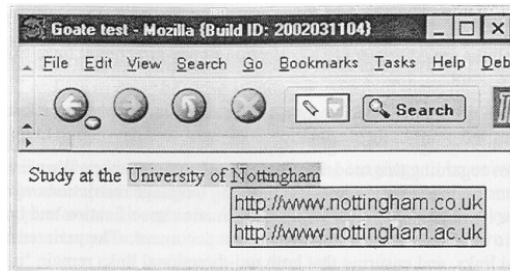 Goate test - Mozilla {Build ID: 2002031104}
File Edit View Search Go Bookmarks Tasks Help Deb
Search
Study at the University of Nottingham
http://www.nottingham.co.uk
http://www.nottingham.ac.uk